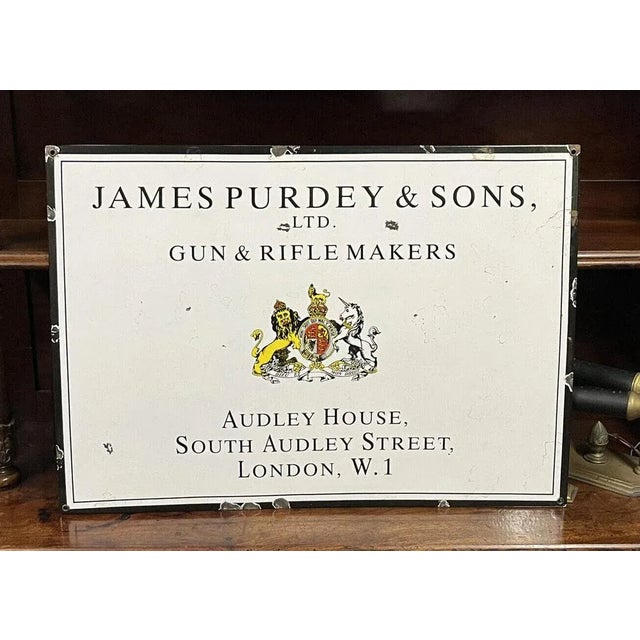 JAMES PURDEY & SONS,
LTD.
GUN & RIFLE MAKERS
AUDLEY HOUSE,
SOUTH AUDLEY STREET,
LONDON, W.1